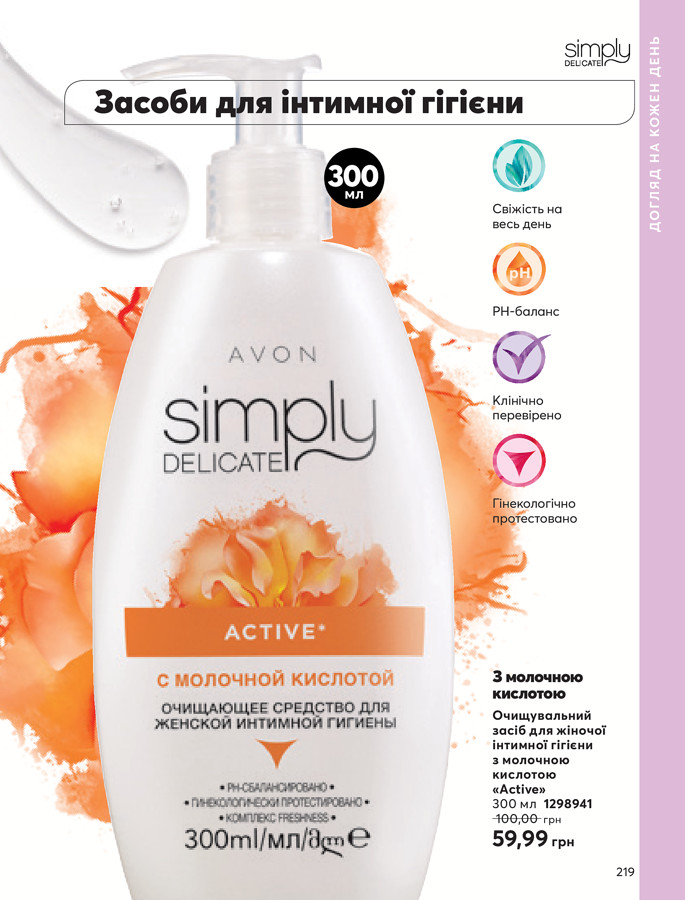 simply
DELICATE
ДОГЛЯД НА КОЖЕН ДЕНЬ
Засоби для інтимної гігієни
300
МЛ
Свіжість на
весь день
pH
PH-баланс
Клінічно
перевірено
Гінекологічно
протестовано
AVON
simply
DELICATE
ACTIVE*
С МОЛОЧНОЙ КИСЛОТОЙ
ОЧИЩАЮЩЕЕ СРЕДСТВО ДЛЯ
ЖЕНСКОЙ ИНТИМНОЙ ГИГИЕНЫ
• PH-СБАЛАНСИРОВАНО •
• ГИНЕКОЛОГИЧЕСКИ ПРОТЕСТИРОВАНО •
• КОМПЛЕКС FRESHNESS •
300ml/мл/მლ ℮
З молочною
кислотою
Очищувальний
засіб для жіночої
інтимної гігієни
з молочною
кислотою
«Active»
300 мл 1298941
100,00 грн
59,99 грн
219